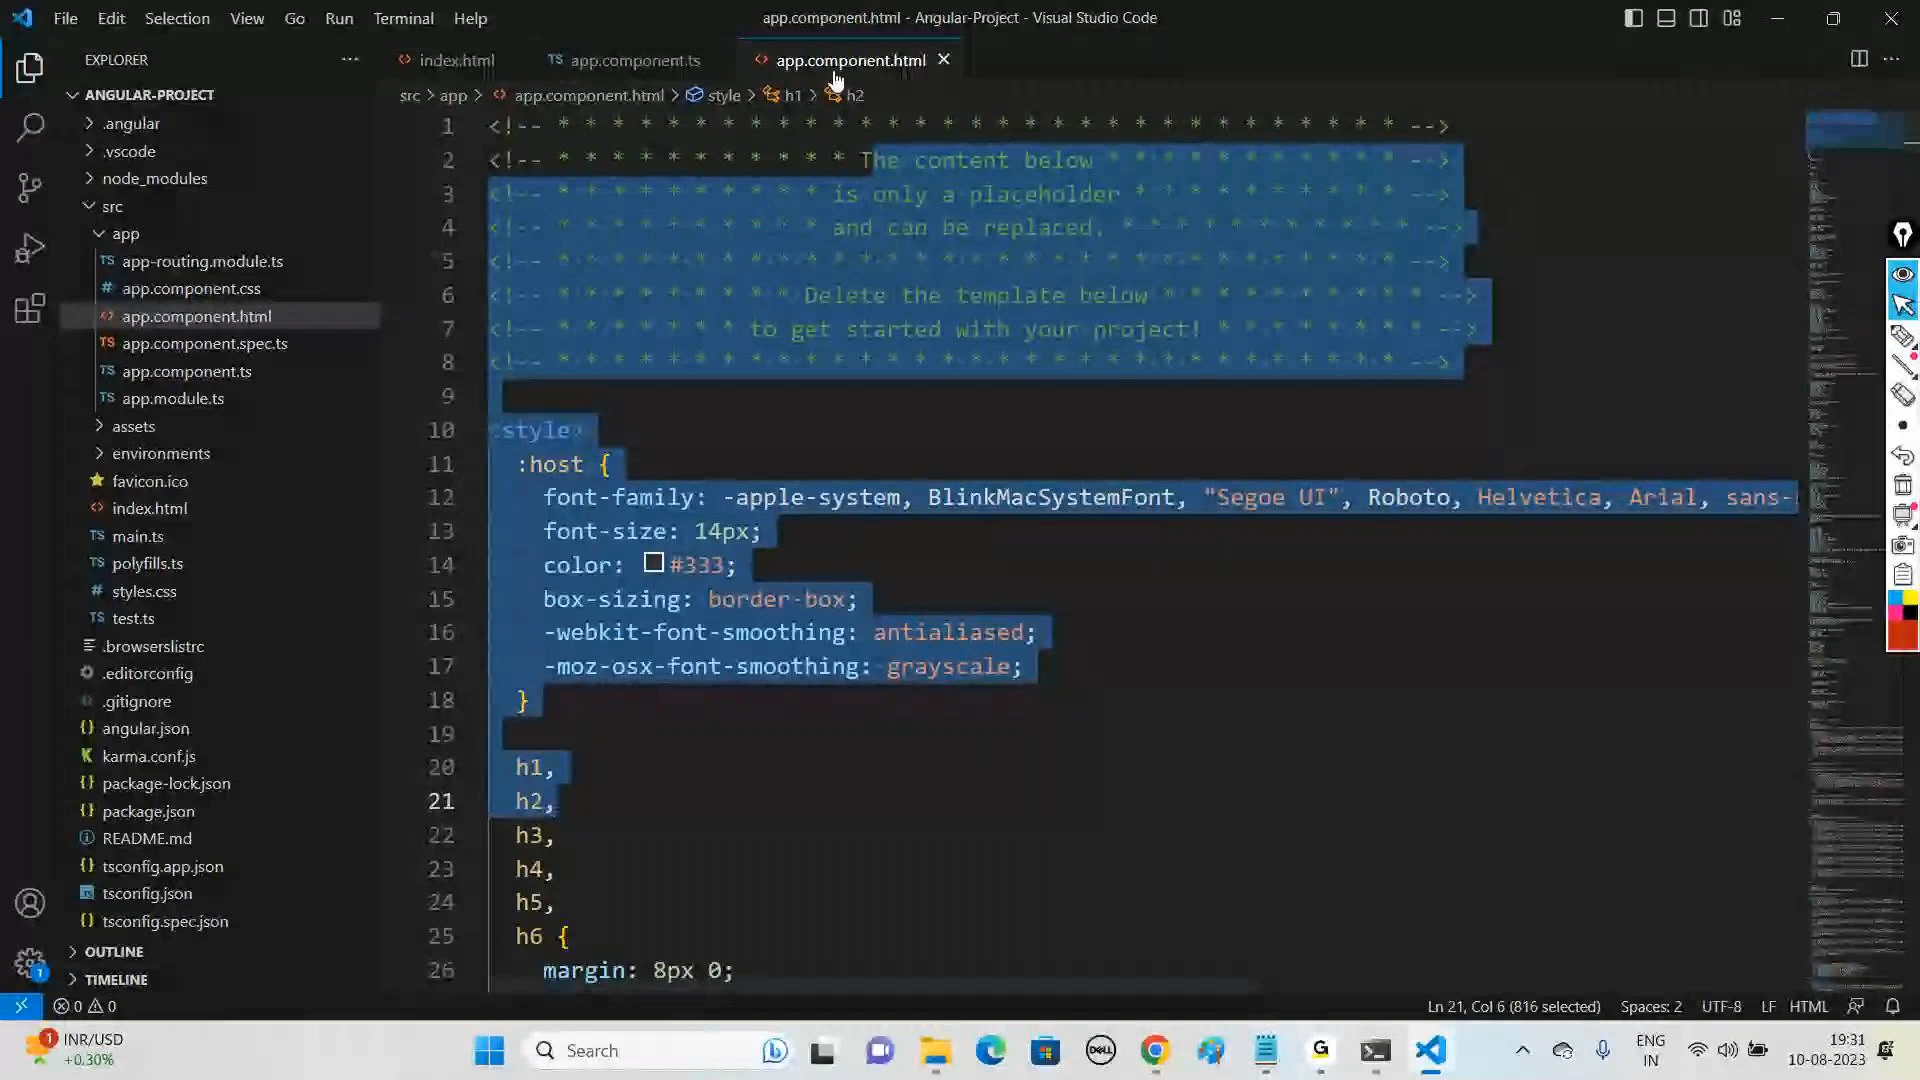 File Edit Selection View Go Run Terminal Help
app.component.html - Angular-Project - Visual Studio Code
EXPLORER
index.html
TS app.component.ts
app.component.html
src > app > app.component.html > style > h1 > h2
ANGULAR-PROJECT
.angular
.vscode
node_modules
src
app
TS app-routing.module.ts
# app.component.css
app.component.html
TS app.component.spec.ts
TS app.component.ts
TS app.module.ts
assets
environments
favicon.ico
index.html
TS main.ts
TS polyfills.ts
# styles.css
TS test.ts
.browserslistrc
.editorconfig
.gitignore
{} angular.json
karma.conf.js
{} package-lock.json
{} package.json
README.md
{} tsconfig.app.json
tsconfig.json
{} tsconfig.spec.json
OUTLINE
TIMELINE
1 <!-- * * * * * * * * * * * * * * * * * * * * * * * * * * * * * * * -->
2 <!-- * * * * * * * * * * * The content below * * * * * * * * * * * -->
3 <!-- * * * * * * * * * * is only a placeholder * * * * * * * * * * -->
4 <!-- * * * * * * * * * * and can be replaced. * * * * * * * * * * * -->
5 <!-- * * * * * * * * * * * * * * * * * * * * * * * * * * * * * * * -->
6 <!-- * * * * * * * * * Delete the template below * * * * * * * * * * -->
7 <!-- * * * * * * * to get started with your project! * * * * * * * * -->
8 <!-- * * * * * * * * * * * * * * * * * * * * * * * * * * * * * * * -->
9
10 <style>
11 :host {
12 font-family: -apple-system, BlinkMacSystemFont, "Segoe UI", Roboto, Helvetica, Arial, sans-
13 font-size: 14px;
14 color: #333;
15 box-sizing: border-box;
16 -webkit-font-smoothing: antialiased;
17 -moz-osx-font-smoothing: grayscale;
18 }
19
20 h1,
21 h2,
22 h3,
23 h4,
24 h5,
25 h6 {
26 margin: 8px 0;
1
0 0
Ln 21, Col 6 (816 selected) Spaces: 2 UTF-8 LF HTML
1 INR/USD
+0.30%
Search
DELL
G
ENG
IN
19:31
10-08-2023